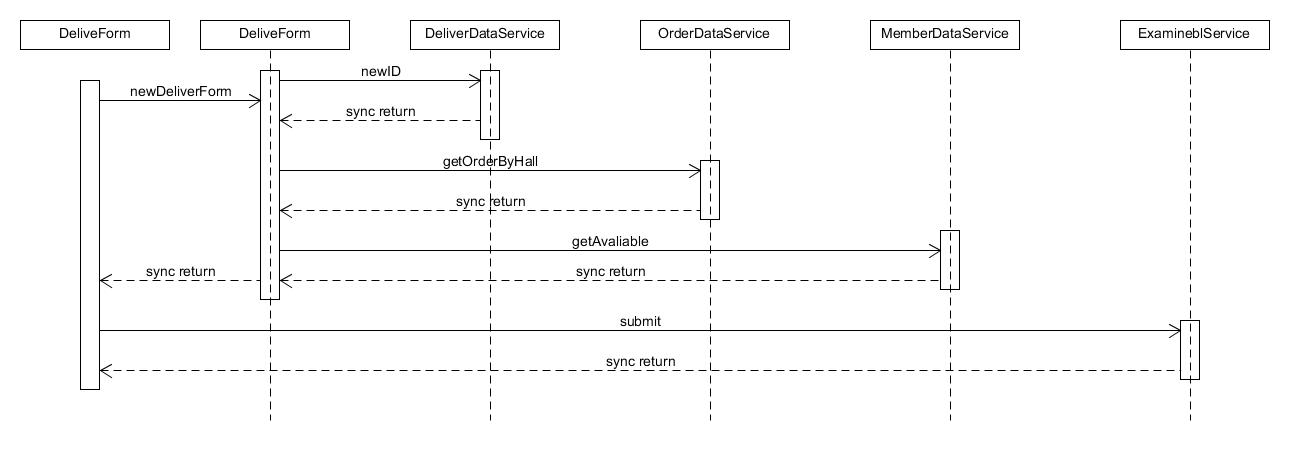 DeliveForm
DeliveForm
DeliverDataService
OrderDataService
MemberDataService
ExamineblService
newID
newDeliverForm
sync return
getOrderByHall
sync return
getAvaliable
sync return
sync return
submit
sync return